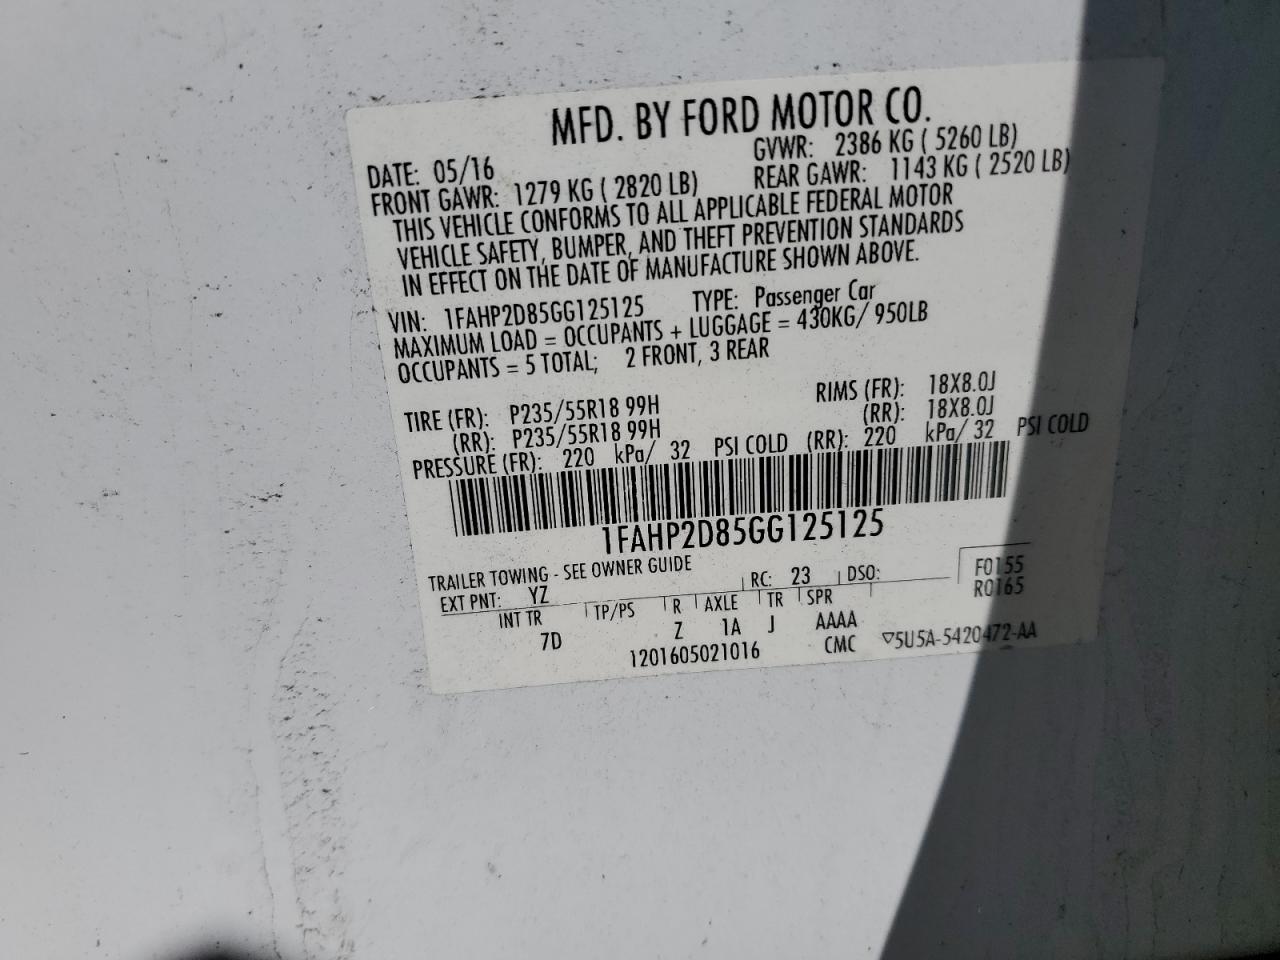 MFD. BY FORD MOTOR CO.
DATE: 05/16 GVWR: 2386 KG ( 5260 LB)
FRONT GAWR: 1279 KG ( 2820 LB) REAR GAWR: 1143 KG ( 2520 LB)
THIS VEHICLE CONFORMS TO ALL APPLICABLE FEDERAL MOTOR
VEHICLE SAFETY, BUMPER, AND THEFT PREVENTION STANDARDS
IN EFFECT ON THE DATE OF MANUFACTURE SHOWN ABOVE.
VIN: 1FAHP2D85GG125125 TYPE: Passenger Car
MAXIMUM LOAD = OCCUPANTS + LUGGAGE = 430KG/ 950LB
OCCUPANTS = 5 TOTAL; 2 FRONT, 3 REAR
TIRE (FR): P235/55R18 99H RIMS (FR): 18X8.0J
(RR): P235/55R18 99H (RR): 18X8.0J
PRESSURE (FR): 220 kPa/ 32 PSI COLD (RR): 220 kPa/ 32 PSI COLD
1FAHP2D85GG125125
TRAILER TOWING - SEE OWNER GUIDE
EXT PNT: YZ RC: 23 DSO: F0155
R0165
INT TR TP/PS R AXLE TR SPR
7D Z 1A J AAAA
1201605021016 CMC ▽5U5A-5420472-AA